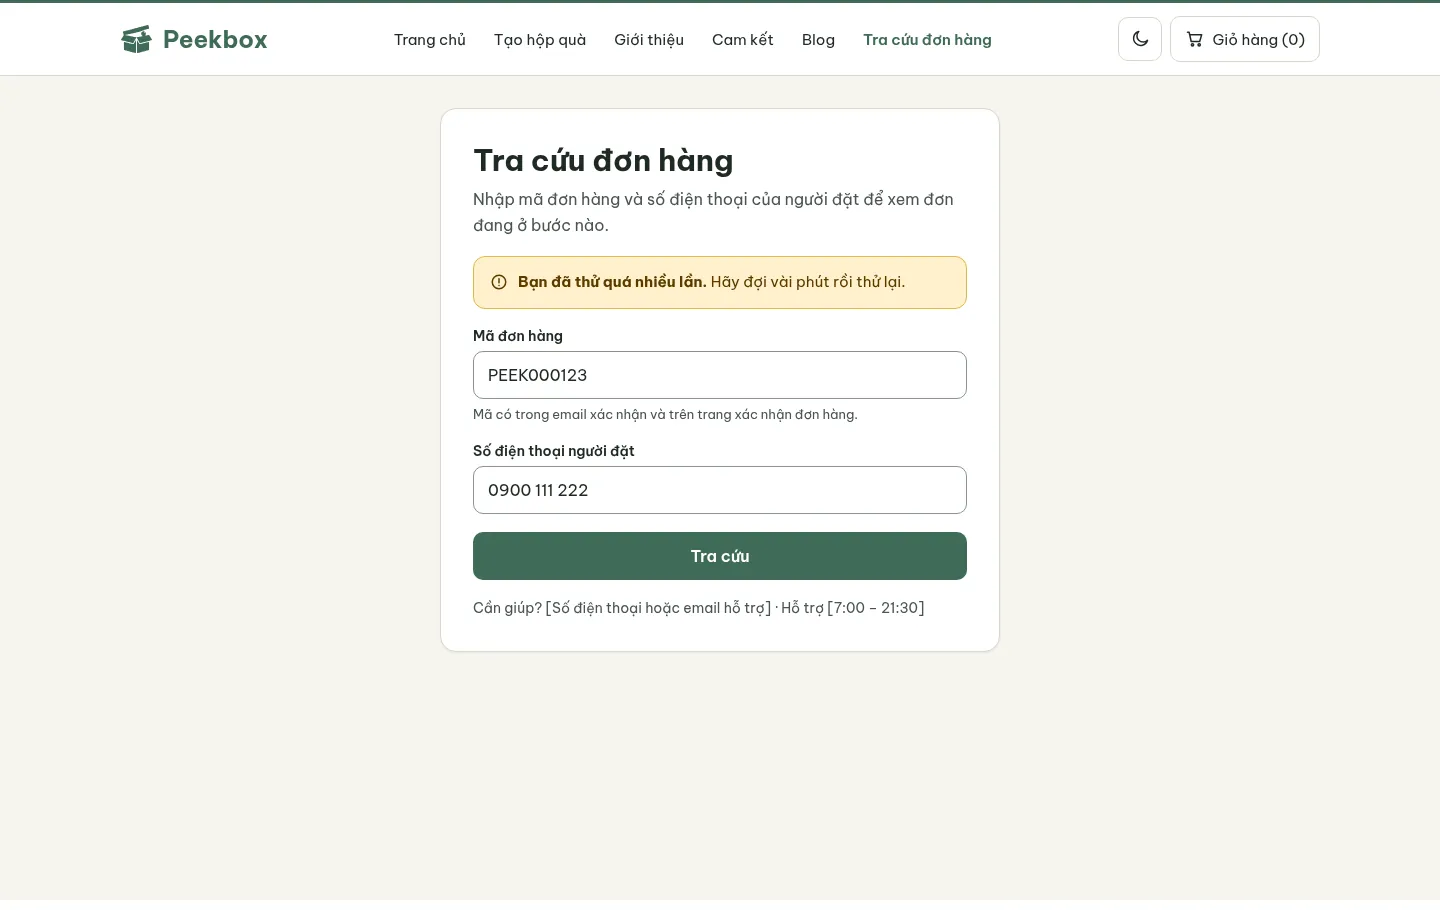 Peekbox
Trang chủ
Tạo hộp quà
Giới thiệu
Cam kết
Blog
Tra cứu đơn hàng
Giỏ hàng (0)
Tra cứu đơn hàng
Nhập mã đơn hàng và số điện thoại của người đặt để xem đơn
đang ở bước nào.
Bạn đã thử quá nhiều lần. Hãy đợi vài phút rồi thử lại.
Mã đơn hàng
PEEK000123
Mã có trong email xác nhận và trên trang xác nhận đơn hàng.
Số điện thoại người đặt
0900 111 222
Tra cứu
Cần giúp? [Số điện thoại hoặc email hỗ trợ] · Hỗ trợ [7:00 – 21:30]